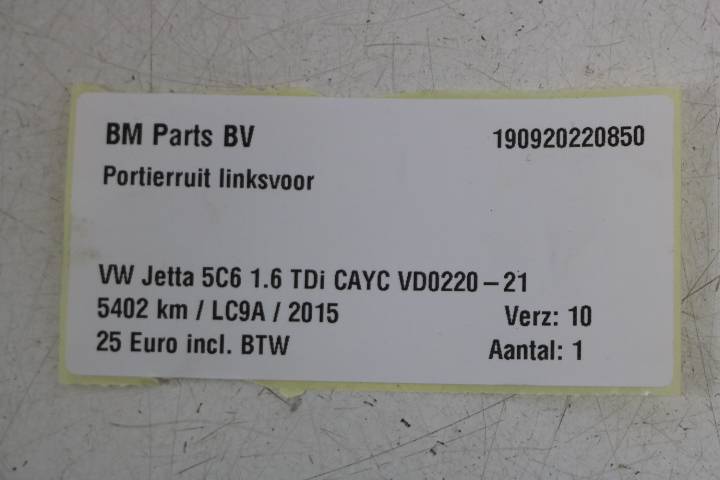 BM Parts BV 190920220850
Portierruit linksvoor
VW Jetta 5C6 1.6 TDi CAYC VD0220-21
5402 km / LC9A / 2015 Verz: 10
25 Euro incl. BTW Aantal: 1